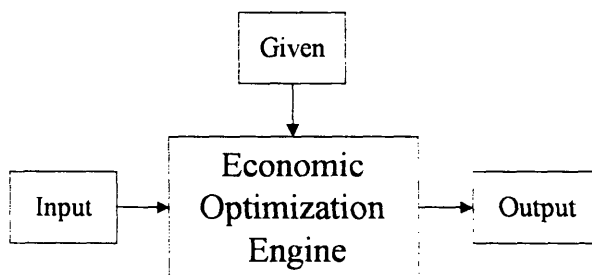 Given
Input
Economic
Optimization
Engine
Output